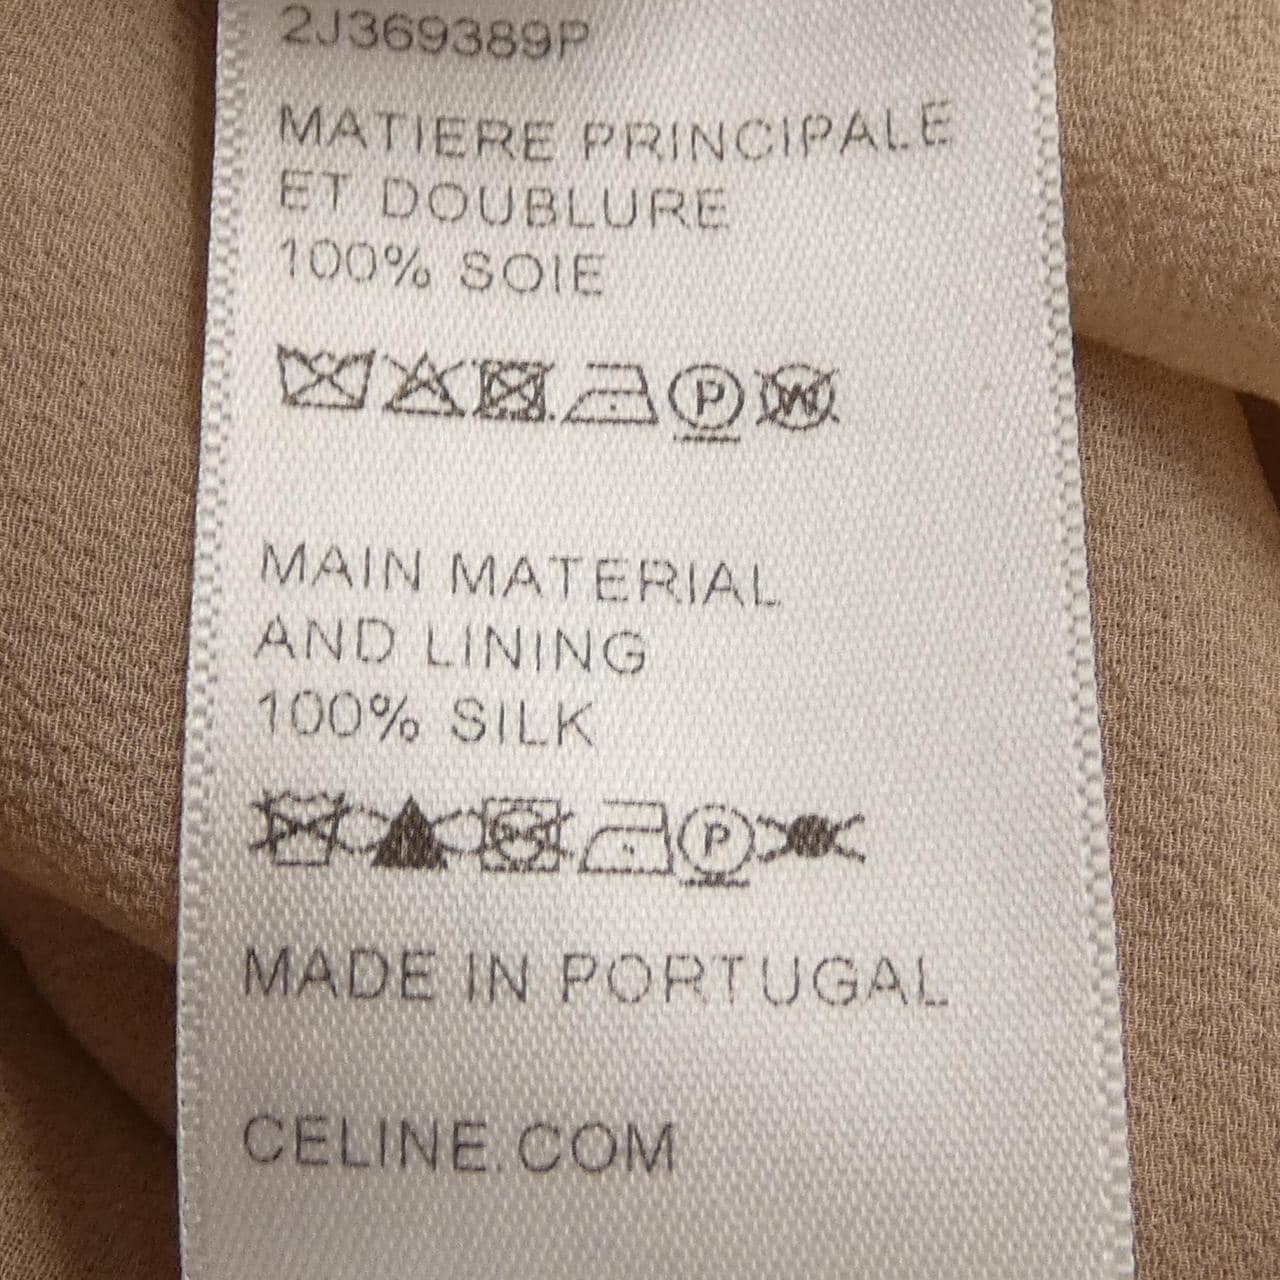 2J369389P
MATIERE PRINCIPALE
ET DOUBLURE
100% SOIE
P W
MAIN MATERIAL
AND LINING
100% SILK
P
MADE IN PORTUGAL
CELINE.COM